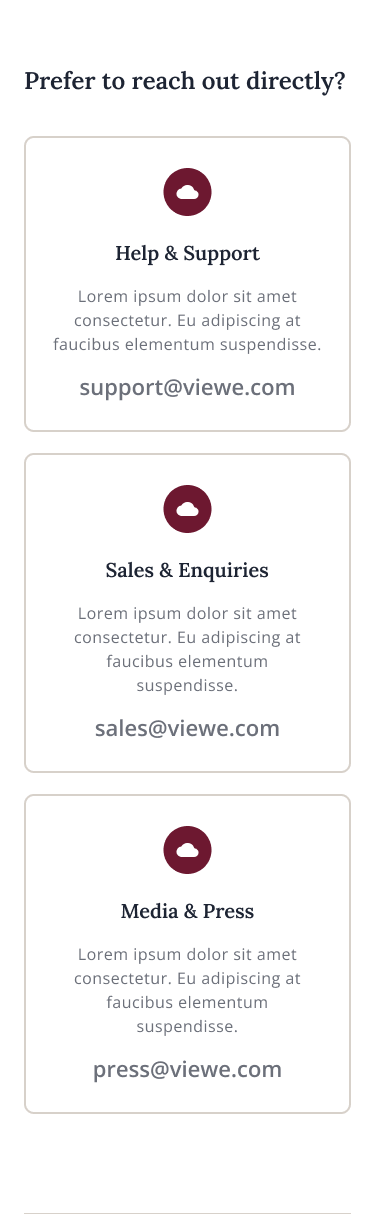 Prefer to reach out directly?
Help & Support
Lorem ipsum dolor sit amet
consectetur. Eu adipiscing at
faucibus elementum suspendisse.
support@viewe.com
Sales & Enquiries
Lorem ipsum dolor sit amet
consectetur. Eu adipiscing at
faucibus elementum
suspendisse.
sales@viewe.com
Media & Press
Lorem ipsum dolor sit amet
consectetur. Eu adipiscing at
faucibus elementum
suspendisse.
press@viewe.com